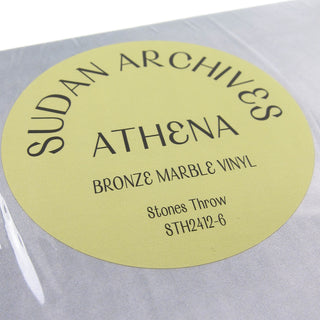 SUDAN ARCHIVES
ATHENA
BRONZE MARBLE VINYL
Stones Throw
STH2412-6